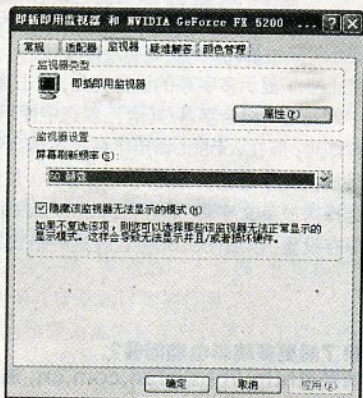 即插即用监视器 和 NVIDIA GeForce FX 5200 ...
常规 适配器 监视器 疑难解答 颜色管理
监视器类型
即插即用监视器
属性(P)
监视器设置
屏幕刷新频率(S):
60 赫兹
隐藏该监视器无法显示的模式(H)
如果不复选该项，则您可以选择那些该监视器无法正常显示的
显示模式。这样会导致无法显示并且/或者损坏硬件。
确定 取消 应用(A)